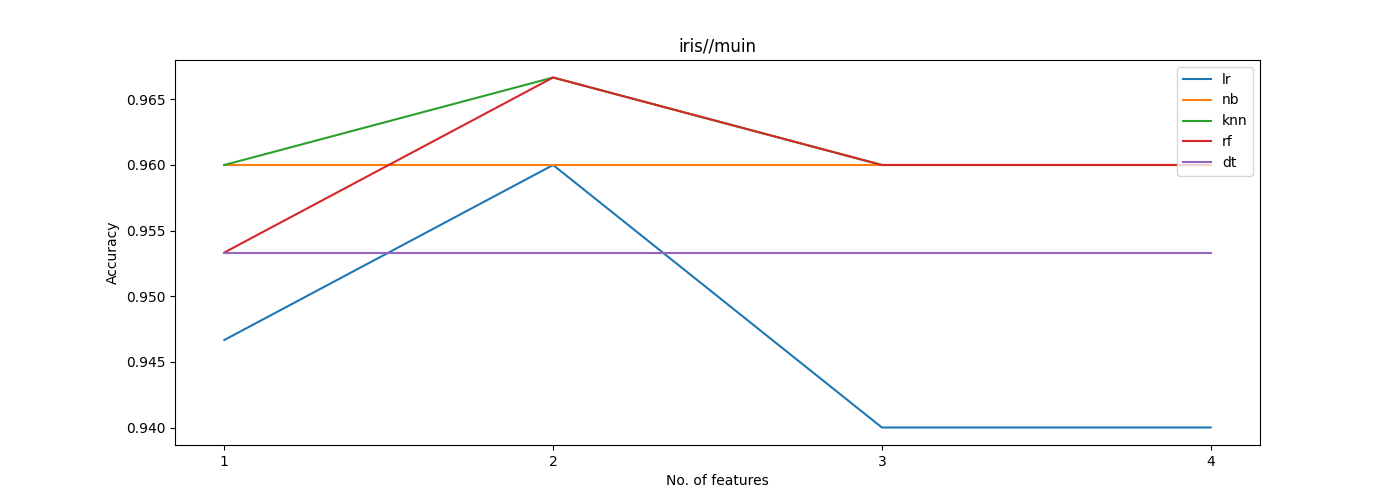 iris//muin
lr
nb
knn
rf
dt
0.965
0.960
0.955
0.950
0.945
0.940
Accuracy
1 2 3 4
No. of features